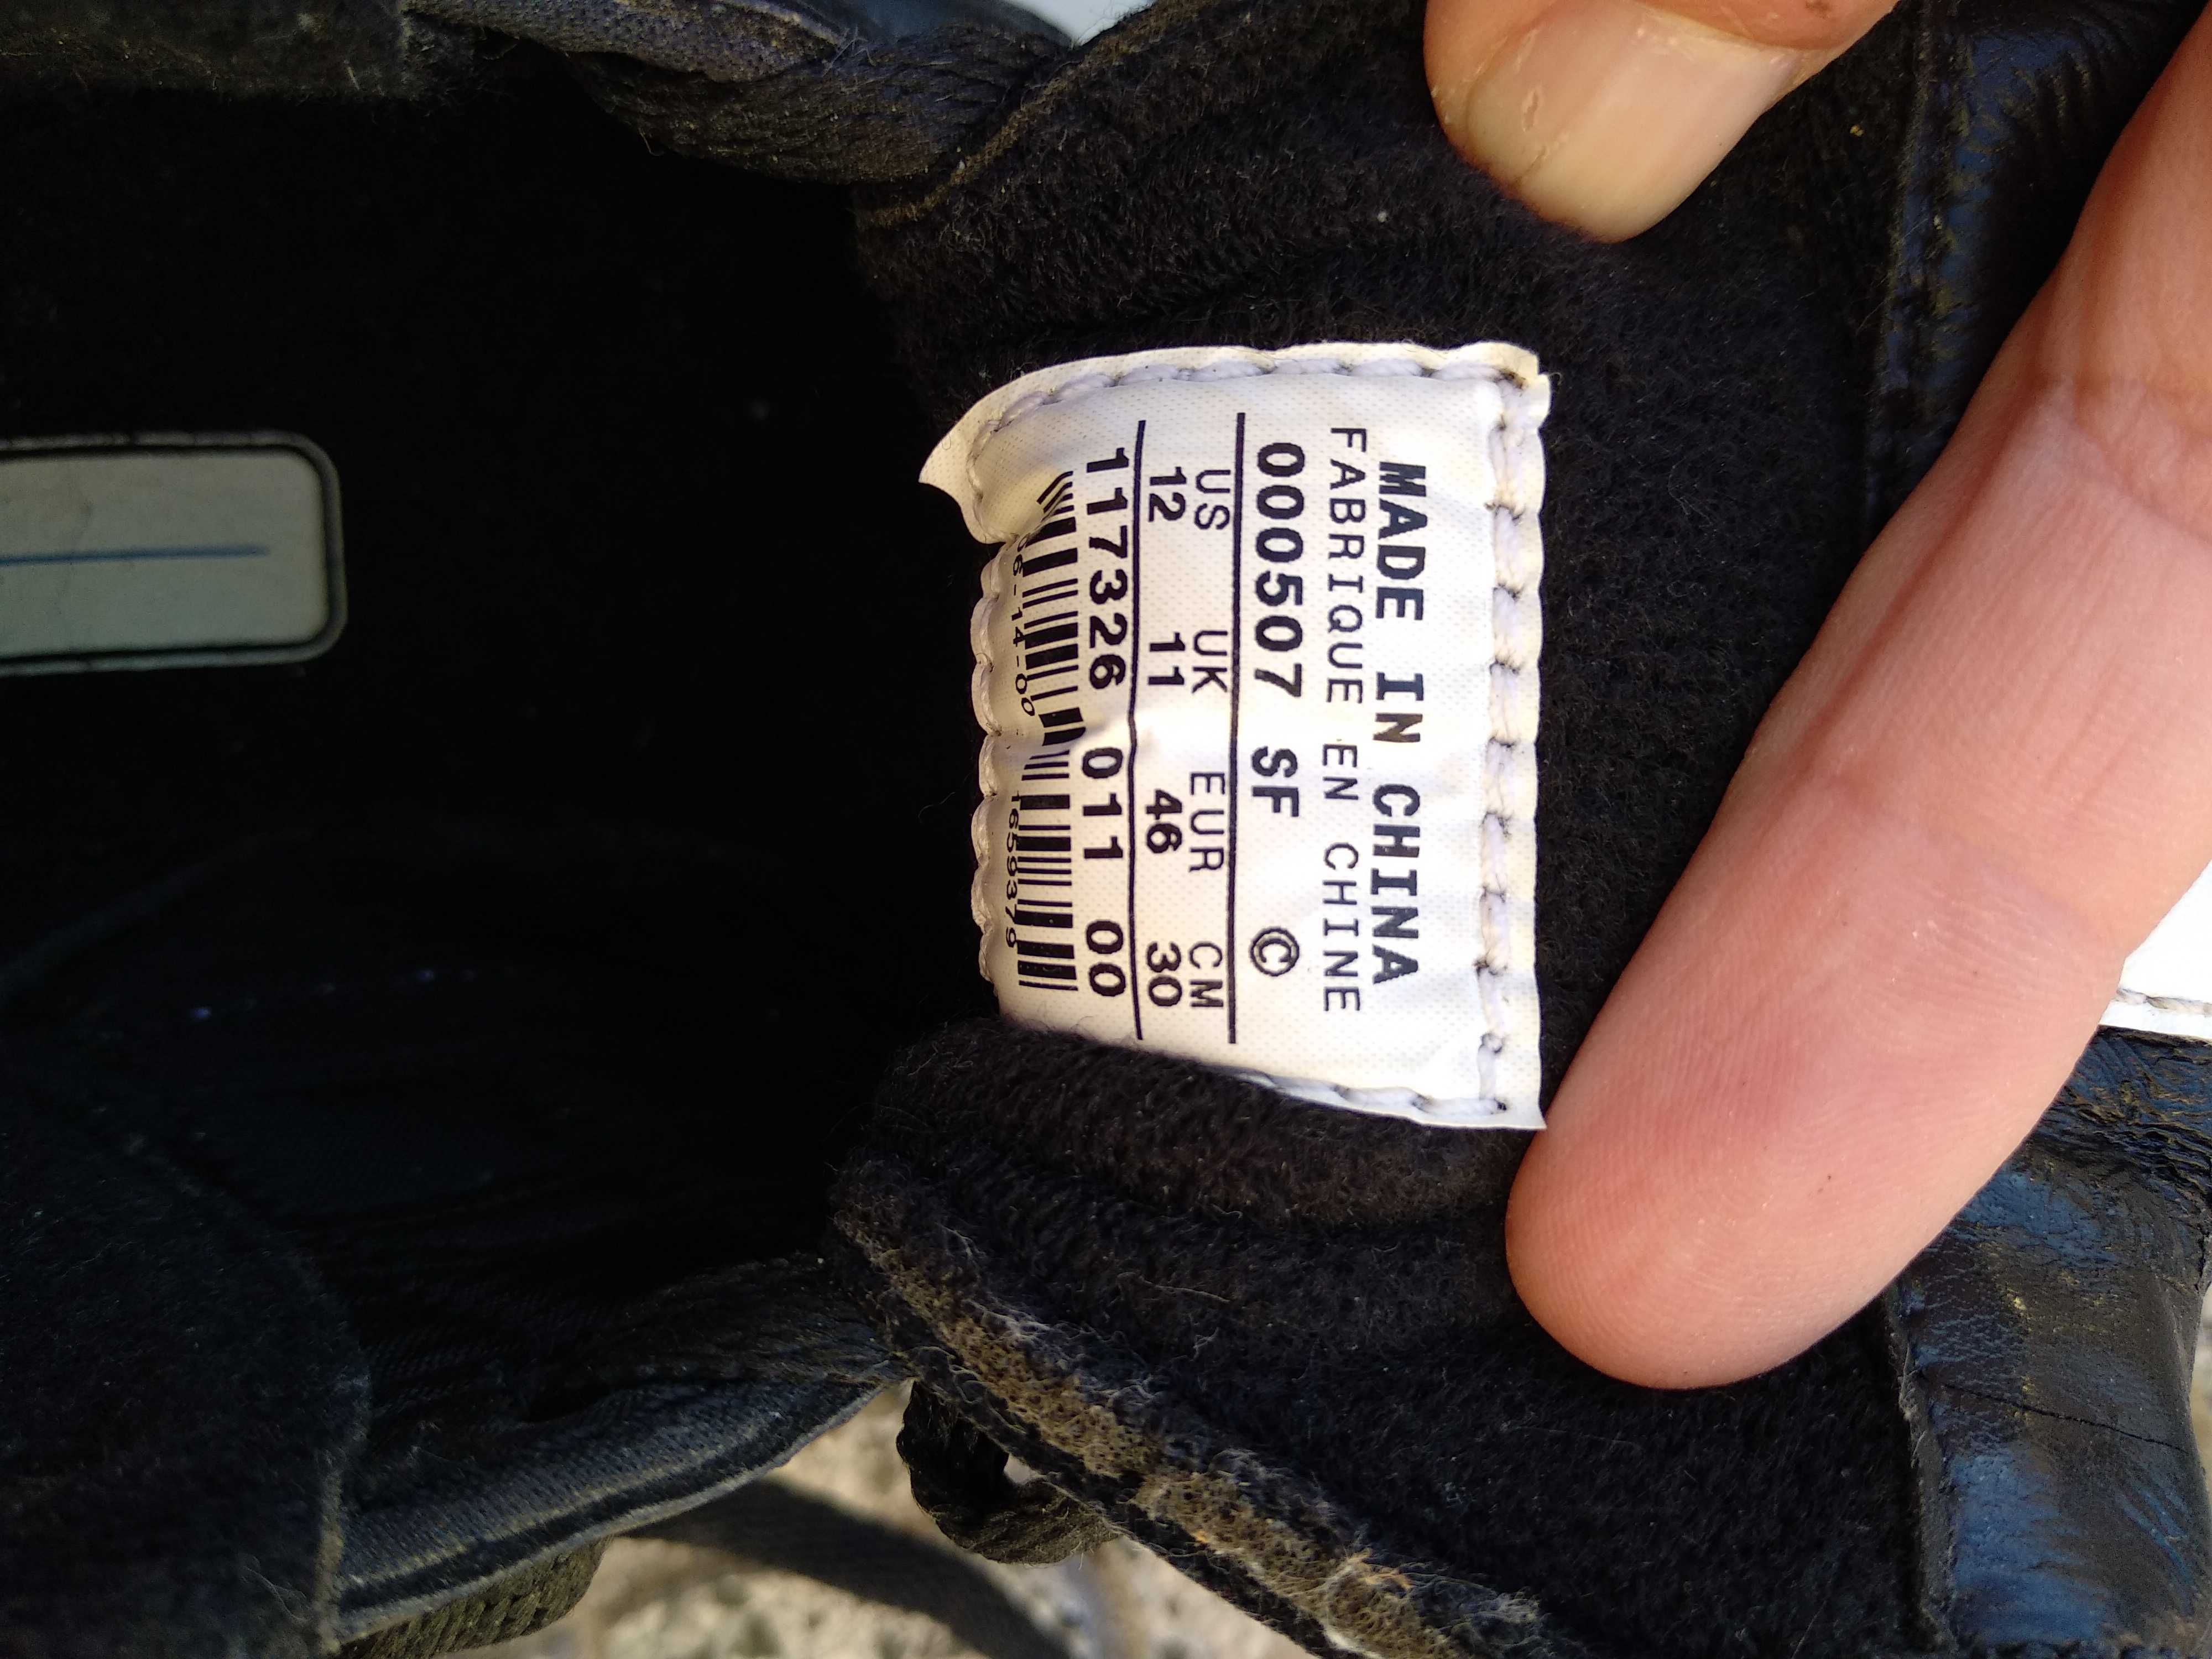 MADE IN CHINA
FABRIQUE EN CHINE
000507 SF ©
US UK EUR CM
12 11 46 30
117326 011 00